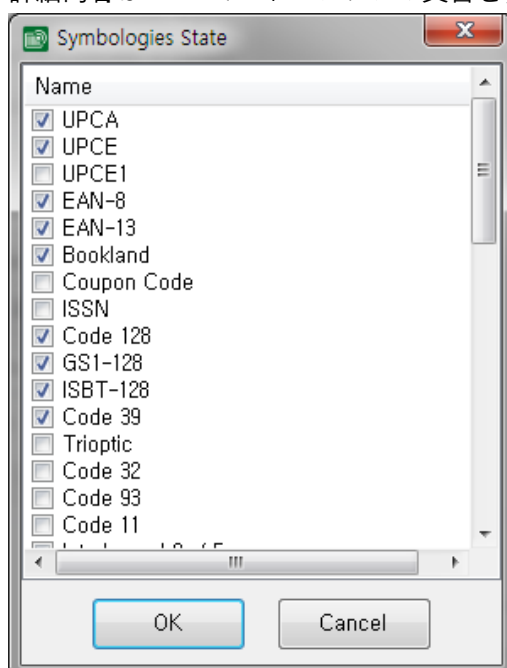 Symbologies State
Name
UPCA
UPCE
UPCE1
EAN-8
EAN-13
Bookland
Coupon Code
ISSN
Code 128
GS1-128
ISBT-128
Code 39
Trioptic
Code 32
Code 93
Code 11
OK Cancel